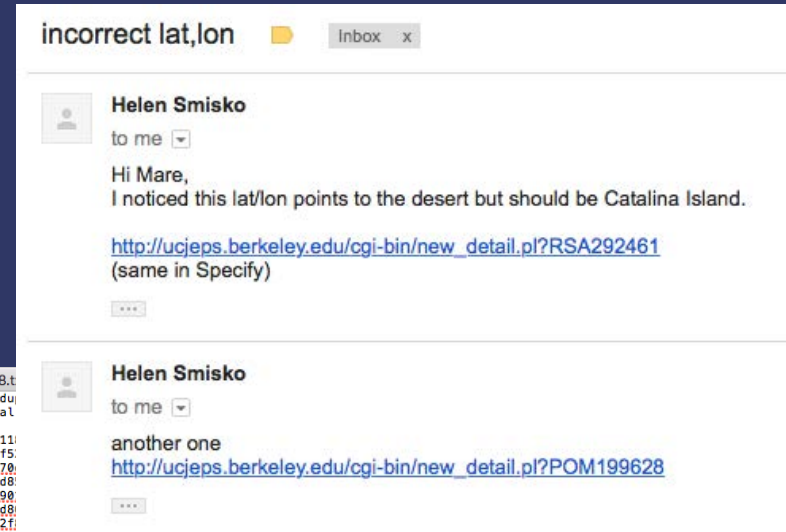 incorrect lat,lon Inbox x
Helen Smisko
to me
Hi Mare,
I noticed this lat/lon points to the desert but should be Catalina Island.
http://ucjeps.berkeley.edu/cgi-bin/new_detail.pl?RSA292461
(same in Specify)
Helen Smisko
to me
another one
http://ucjeps.berkeley.edu/cgi-bin/new_detail.pl?POM199628